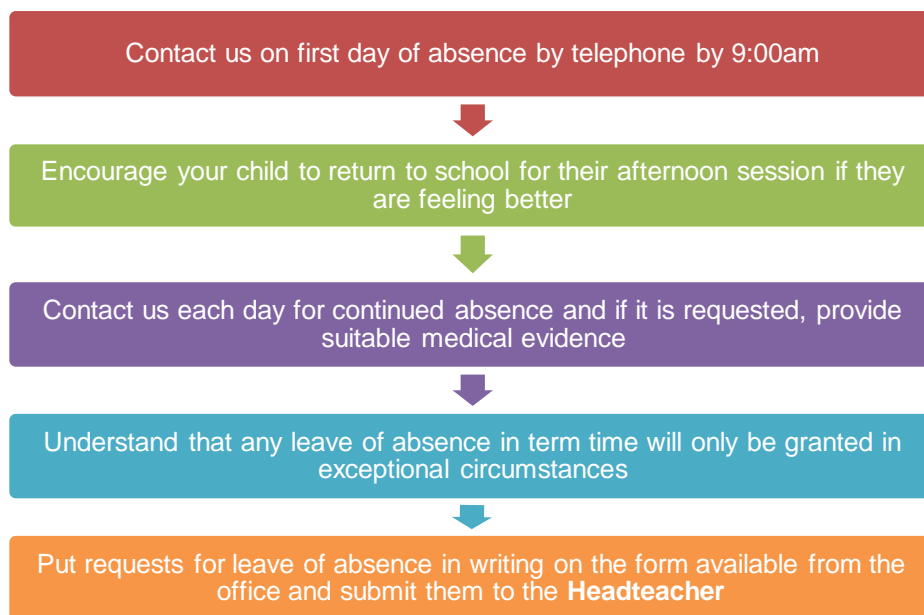 Contact us on first day of absence by telephone by 9:00am
Encourage your child to return to school for their afternoon session if they
are feeling better
Contact us each day for continued absence and if it is requested, provide
suitable medical evidence
Understand that any leave of absence in term time will only be granted in
exceptional circumstances
Put requests for leave of absence in writing on the form available from the
office and submit them to the Headteacher